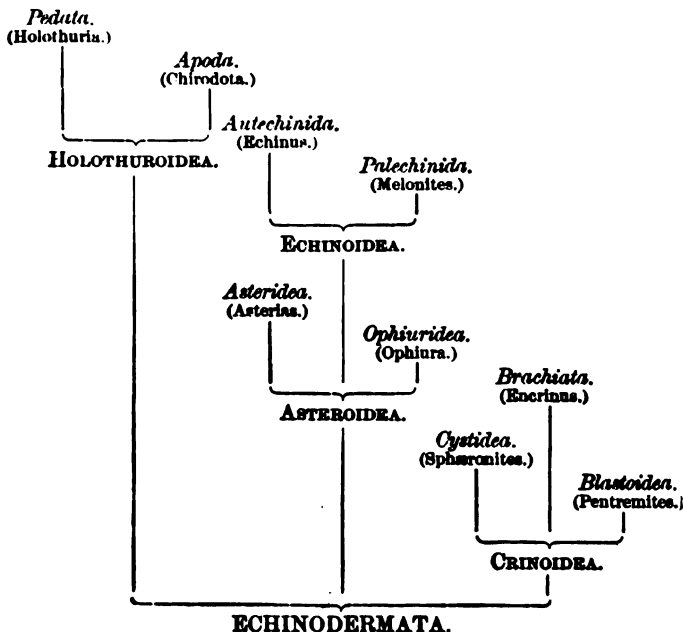 Pedata.
(Holothuria.)
Apoda.
(Chirodota.)
Autechinida.
(Echinus.)
HOLOTHUROIDEA.
Palechinida.
(Melonites.)
ECHINOIDEA.
Asteridea.
(Asterias.)
Ophiuridea.
(Ophiura.)
Brachiata.
(Encrinus.)
ASTEROIDEA.
Cystidea.
(Sphæronites.)
Blastoidea.
(Pentremites.)
CRINOIDEA.
ECHINODERMATA.